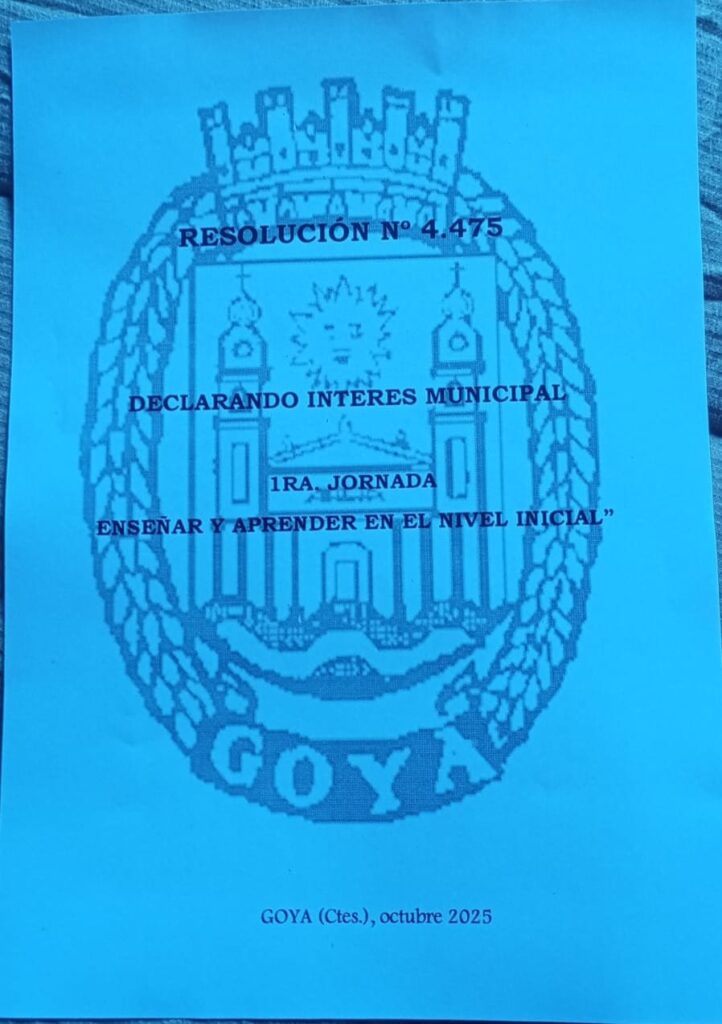 RESOLUCIÓN Nº 4.475
DECLARANDO INTERES MUNICIPAL
1RA. JORNADA
ENSEÑAR Y APRENDER EN EL NIVEL INICIAL”
GOYA
GOYA (Ctes.), octubre 2025